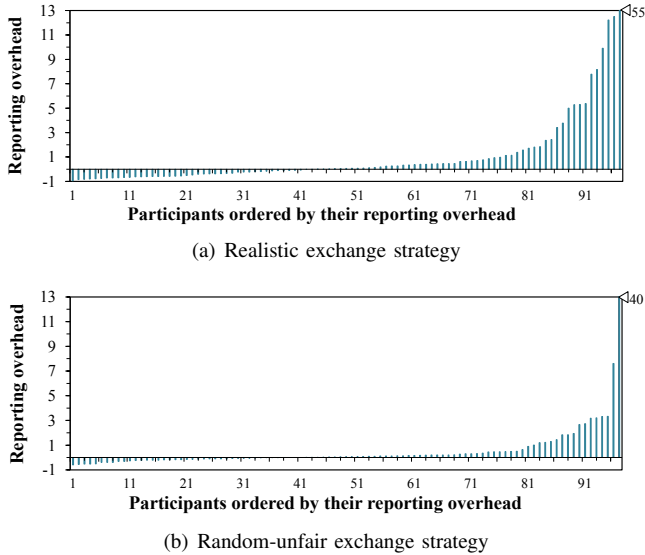 13
11
9
7
5
3
1
-1
Reporting overhead
55
1 11 21 31 41 51 61 71 81 91
Participants ordered by their reporting overhead
(a) Realistic exchange strategy
13
11
9
7
5
3
1
-1
Reporting overhead
40
1 11 21 31 41 51 61 71 81 91
Participants ordered by their reporting overhead
(b) Random-unfair exchange strategy